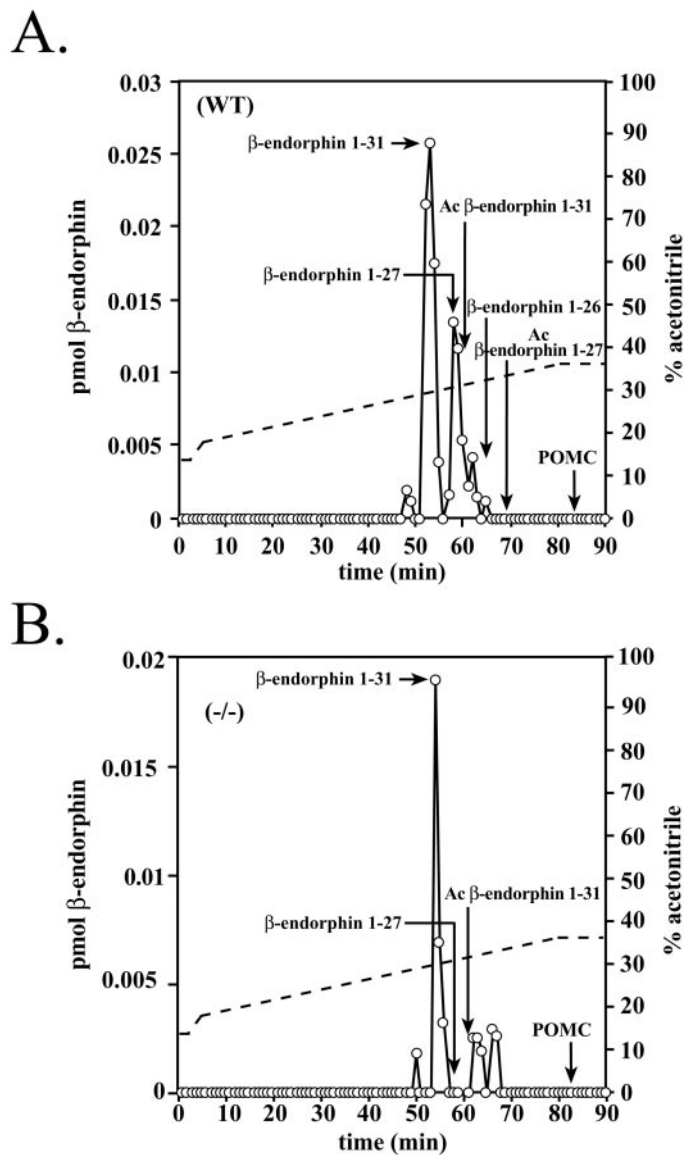 A.
0.03
0.025
0.02
0.015
0.01
0.005
0
pmol β-endorphin
(WT)
β-endorphin 1-31
Ac β-endorphin 1-31
β-endorphin 1-27
β-endorphin 1-26
Ac
β-endorphin 1-27
POMC
100
90
80
70
60
50
40
30
20
10
0
% acetonitrile
0 10 20 30 40 50 60 70 80 90
time (min)
B.
0.02
0.015
0.01
0.005
0
pmol β-endorphin
β-endorphin 1-31
(-/-)
Ac β-endorphin 1-31
β-endorphin 1-27
POMC
100
90
80
70
60
50
40
30
20
10
0
% acetonitrile
0 10 20 30 40 50 60 70 80 90
time (min)